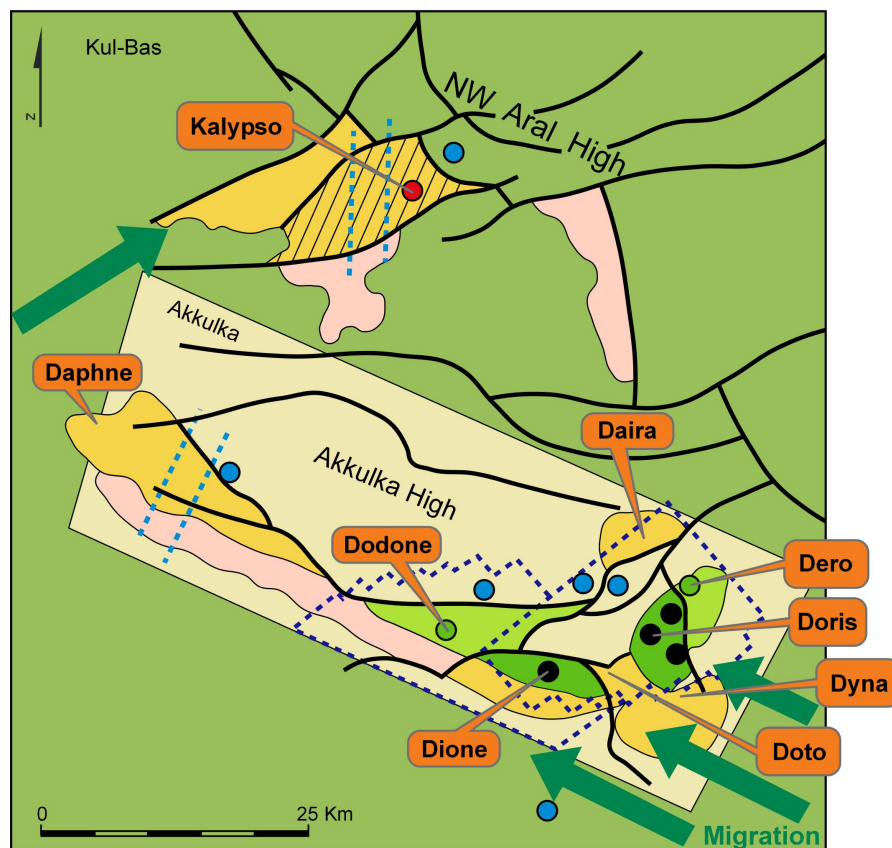 Kul-Bas
N
NW Aral High
Kalypso
Akkulka
Daphne
Daira
Akkulka High
Dodone
Dero
Doris
Dyna
Dione
Doto
0
25 Km
Migration